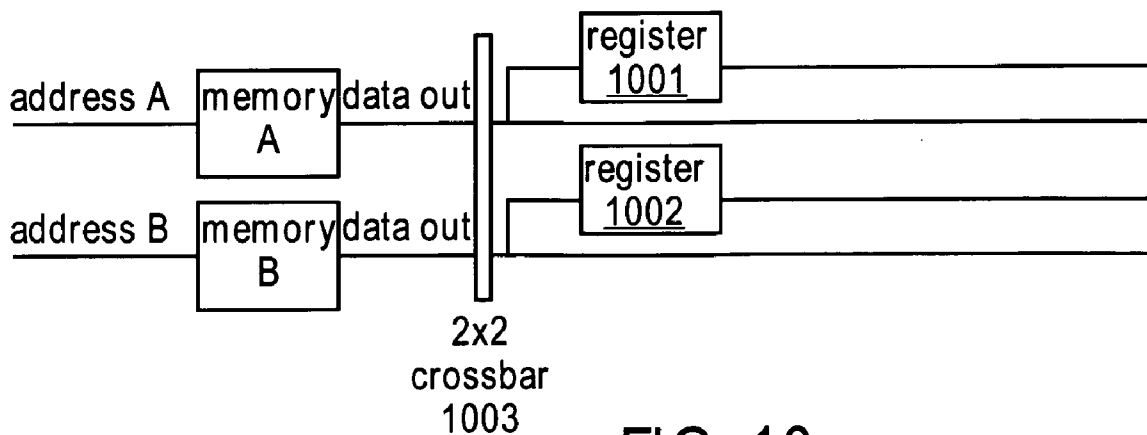 register
1001
address A
memory
A
data out
register
1002
address B
memory
B
data out
2x2
crossbar
1003